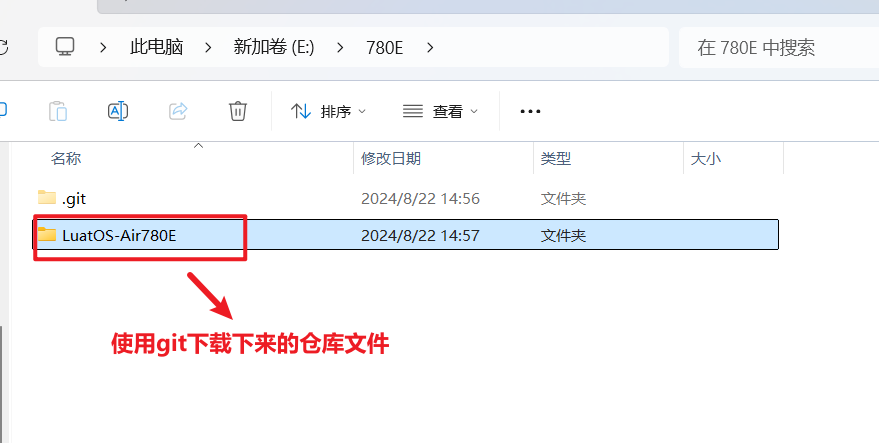 此电脑 > 新加卷 (E:) > 780E >
在 780E 中搜索
排序 查看
名称 修改日期 类型 大小
.git 2024/8/22 14:56 文件夹
LuatOS-Air780E 2024/8/22 14:57 文件夹
使用git下载下来的仓库文件